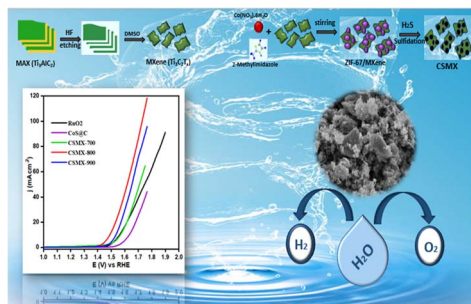 HF
etching
DMSO
Co(NO₃)₂.6H₂O
+
2-Methylimidazole
stirring
H₂S
Sulfidation
MAX (Ti₃AlC₂)
MXene (Ti₃C₂Tₓ)
ZIF-67/MXene
CSMX
j (mA cm⁻²)
120
100
80
60
40
20
0
RuO2
CoS@C
CSMX-700
CSMX-800
CSMX-900
1.0 1.1 1.2 1.3 1.4 1.5 1.6 1.7 1.8 1.9 2.0
E (V) vs RHE
H₂
H₂O
O₂